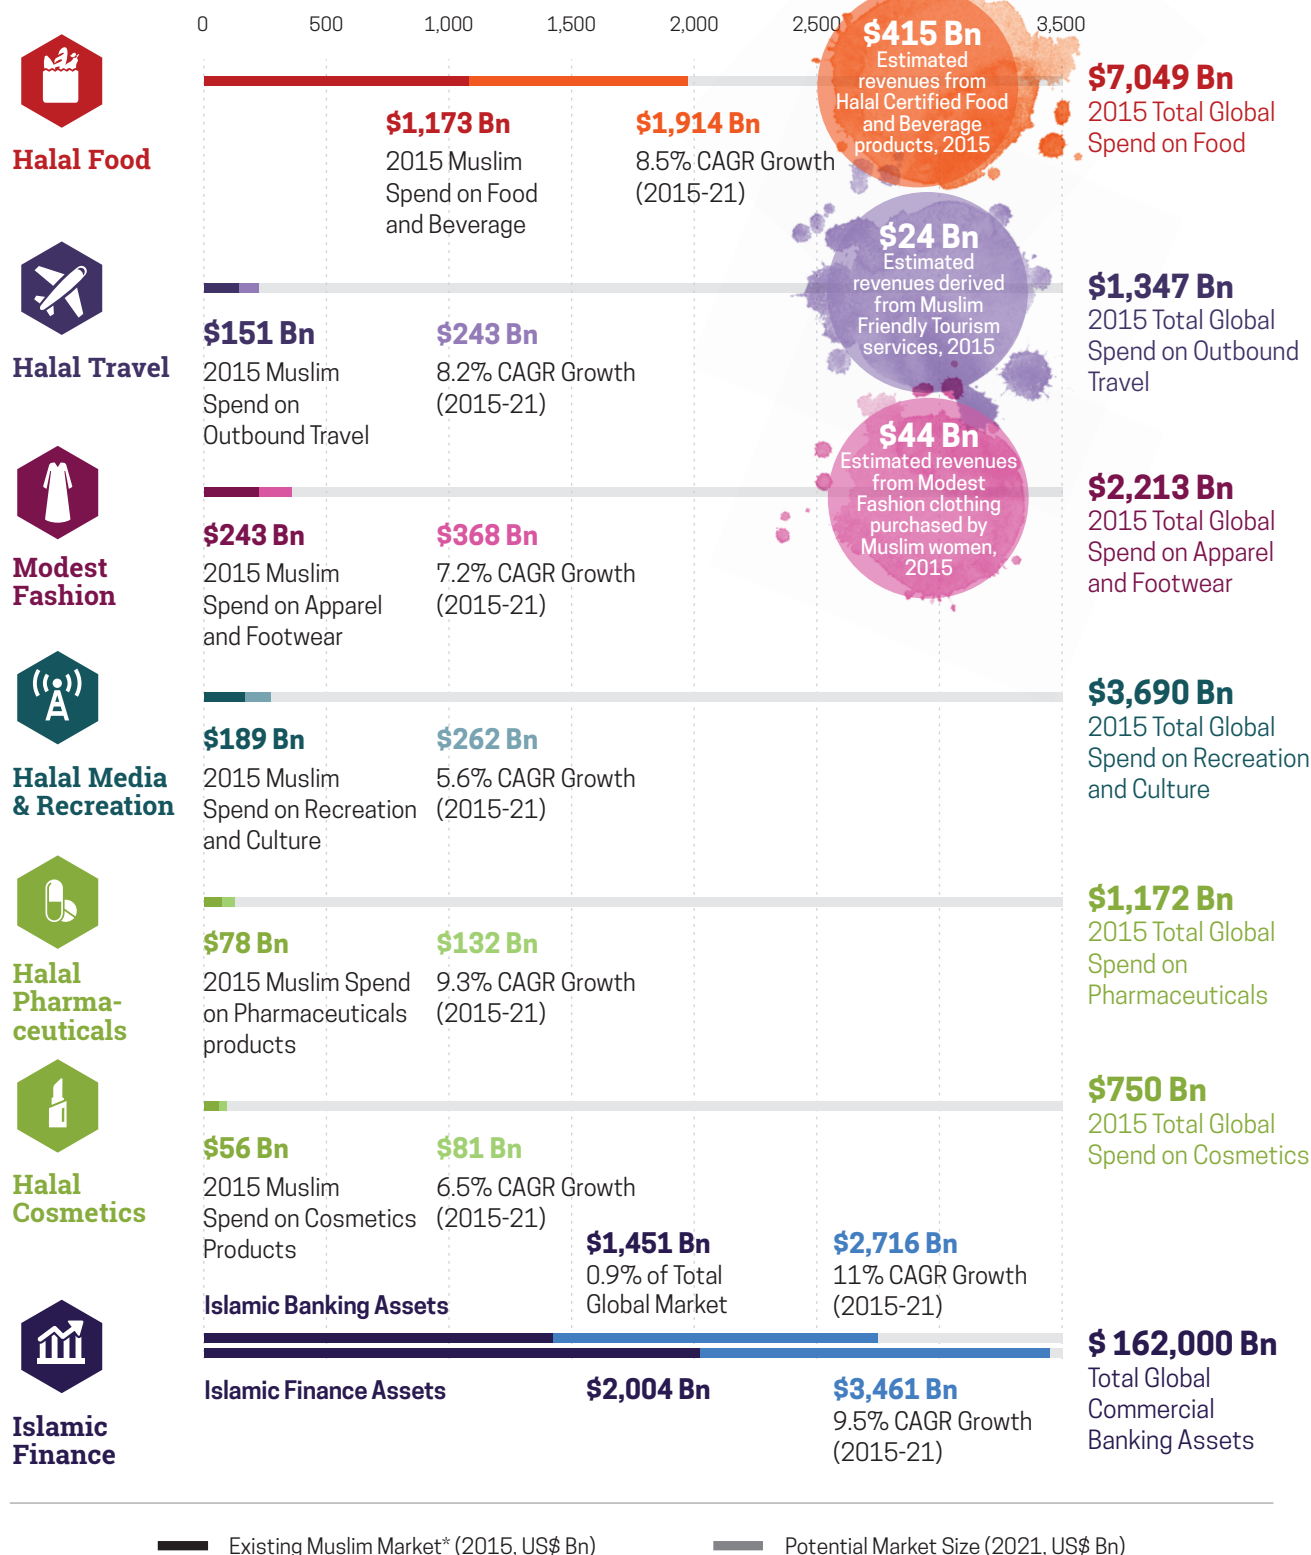 0 500 1,000 1,500 2,000 2,500 3,500
Halal Food
$1,173 Bn
2015 Muslim
Spend on Food
and Beverage
$1,914 Bn
8.5% CAGR Growth
(2015-21)
$415 Bn
Estimated
revenues from
Halal Certified Food
and Beverage
products, 2015
$7,049 Bn
2015 Total Global
Spend on Food
Halal Travel
$151 Bn
2015 Muslim
Spend on
Outbound Travel
$243 Bn
8.2% CAGR Growth
(2015-21)
$24 Bn
Estimated
revenues derived
from Muslim
Friendly Tourism
services, 2015
$1,347 Bn
2015 Total Global
Spend on Outbound
Travel
Modest
Fashion
$243 Bn
2015 Muslim
Spend on Apparel
and Footwear
$368 Bn
7.2% CAGR Growth
(2015-21)
$44 Bn
Estimated revenues
from Modest
Fashion clothing
purchased by
Muslim women,
2015
$2,213 Bn
2015 Total Global
Spend on Apparel
and Footwear
Halal Media
& Recreation
$189 Bn
2015 Muslim
Spend on Recreation
and Culture
$262 Bn
5.6% CAGR Growth
(2015-21)
$3,690 Bn
2015 Total Global
Spend on Recreation
and Culture
Halal
Pharma-
ceuticals
$78 Bn
2015 Muslim Spend
on Pharmaceuticals
products
$132 Bn
9.3% CAGR Growth
(2015-21)
$1,172 Bn
2015 Total Global
Spend on
Pharmaceuticals
Halal
Cosmetics
$56 Bn
2015 Muslim
Spend on Cosmetics
Products
$81 Bn
6.5% CAGR Growth
(2015-21)
$750 Bn
2015 Total Global
Spend on Cosmetics
Islamic
Finance
Islamic Banking Assets
$1,451 Bn
0.9% of Total
Global Market
$2,716 Bn
11% CAGR Growth
(2015-21)
Islamic Finance Assets
$2,004 Bn
$3,461 Bn
9.5% CAGR Growth
(2015-21)
$ 162,000 Bn
Total Global
Commercial
Banking Assets
Existing Muslim Market* (2015, US$ Bn)
Potential Market Size (2021, US$ Bn)